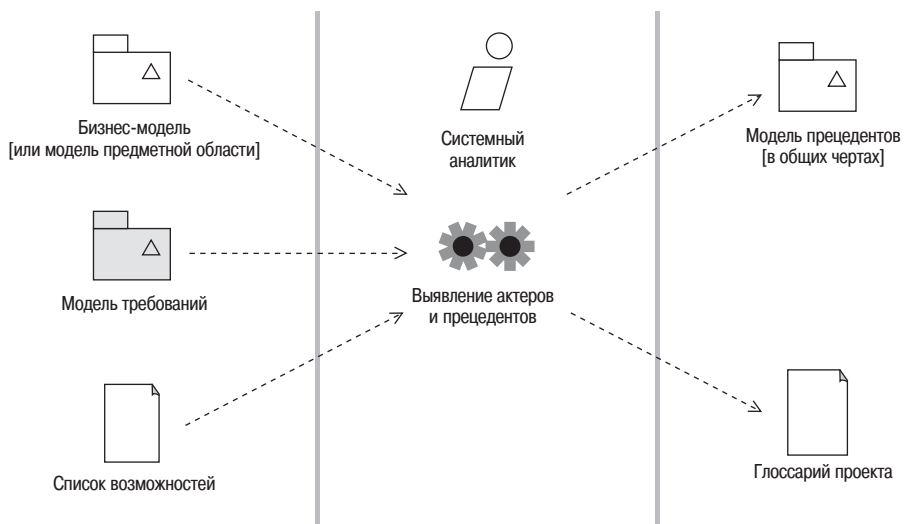 Бизнес-модель
[или модель предметной области]
Системный
аналитик
Модель прецедентов
[в общих чертах]
Модель требований
Выявление актеров
и прецедентов
Список возможностей
Глоссарий проекта